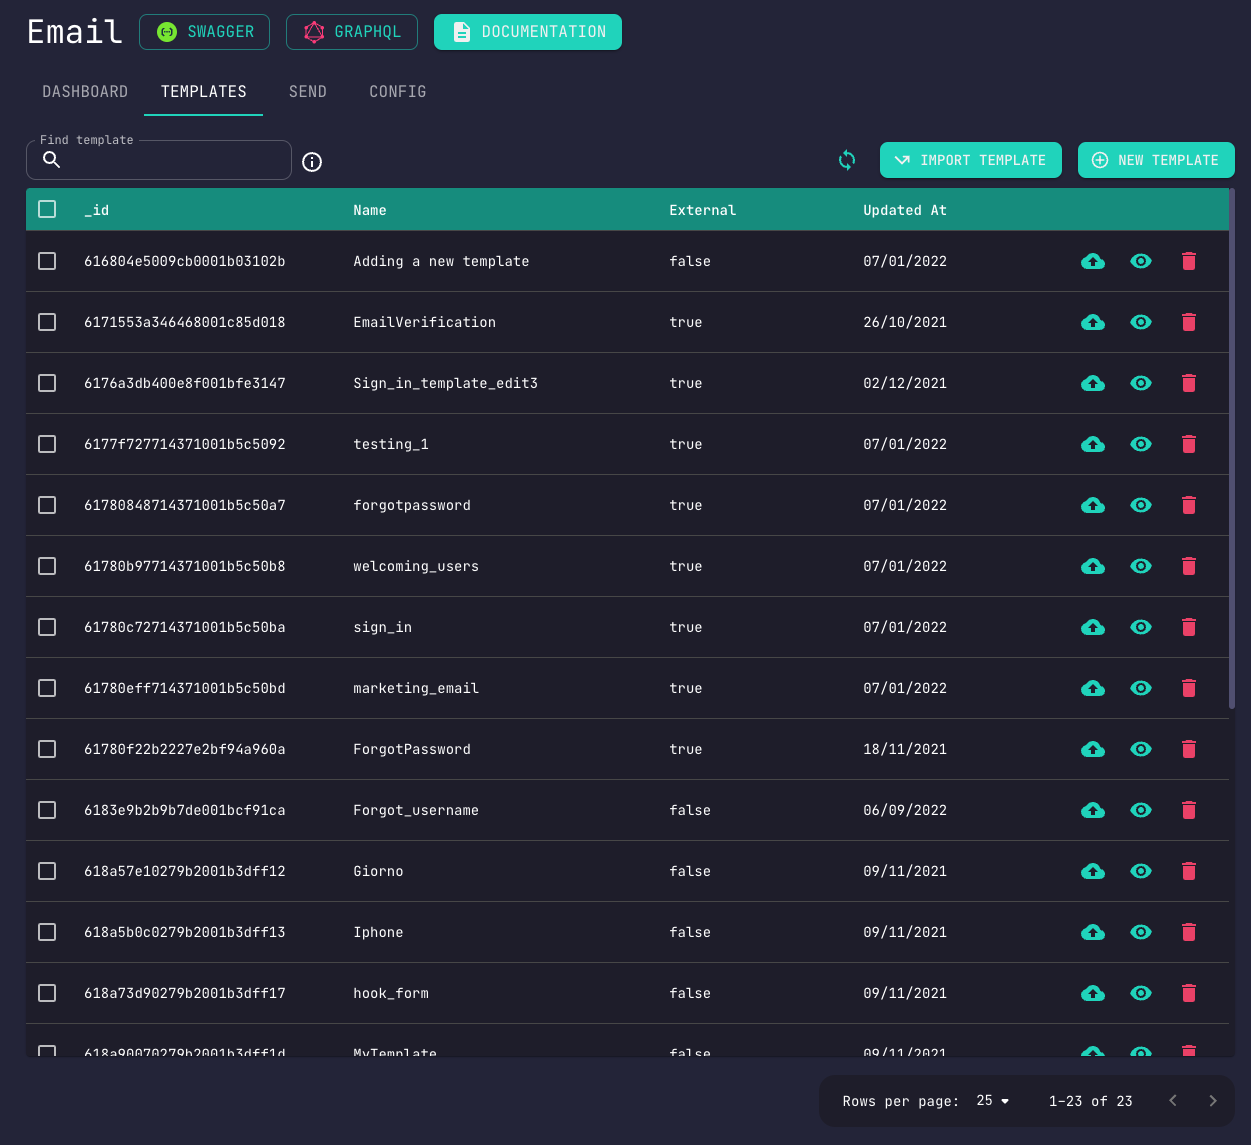 Email SWAGGER GRAPHQL DOCUMENTATION
DASHBOARD TEMPLATES SEND CONFIG
Find template
IMPORT TEMPLATE NEW TEMPLATE
_id Name External Updated At
616804e5009cb0001b03102b Adding a new template false 07/01/2022
6171553a346468001c85d018 EmailVerification true 26/10/2021
6176a3db400e8f001bfe3147 Sign_in_template_edit3 true 02/12/2021
6177f727714371001b5c5092 testing_1 true 07/01/2022
61780848714371001b5c50a7 forgotpassword true 07/01/2022
61780b97714371001b5c50b8 welcoming_users true 07/01/2022
61780c72714371001b5c50ba sign_in true 07/01/2022
61780eff714371001b5c50bd marketing_email true 07/01/2022
61780f22b2227e2bf94a960a ForgotPassword true 18/11/2021
6183e9b2b9b7de001bcf91ca Forgot_username false 06/09/2022
618a57e10279b2001b3dff12 Giorno false 09/11/2021
618a5b0c0279b2001b3dff13 Iphone false 09/11/2021
618a73d90279b2001b3dff17 hook_form false 09/11/2021
618a90070279b2001b3dff1d MyTemplate false 09/11/2021
Rows per page: 25 1–23 of 23